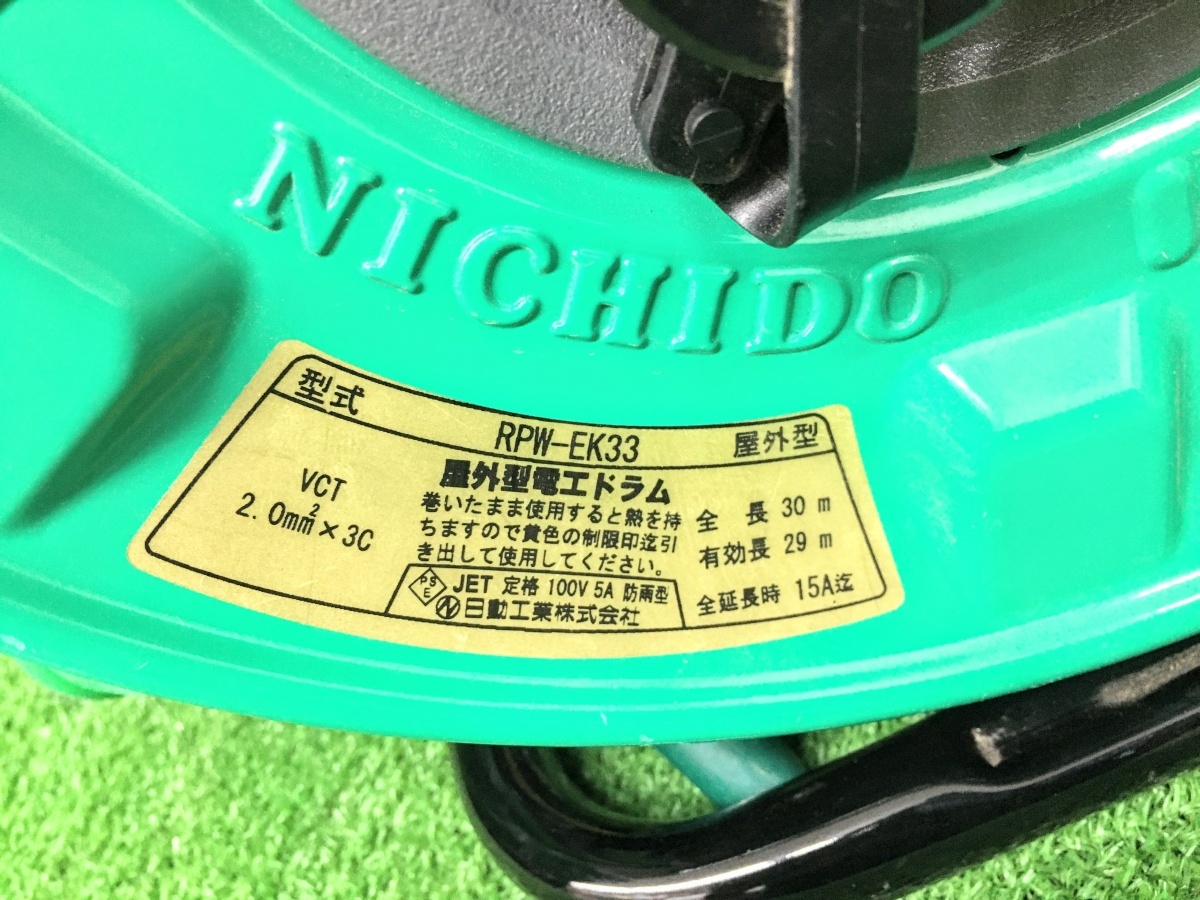 NICHIDO
型式 RPW-EK33 屋外型
屋外型電工ドラム
VCT
2.0mm²×3C
巻いたまま使用すると熱を持
ちますので黄色の制限印迄引
き出して使用してください。
全長 30m
有効長 29m
全延長時 15A迄
PSE JET 定格 100V 5A 防雨型
日動工業株式会社